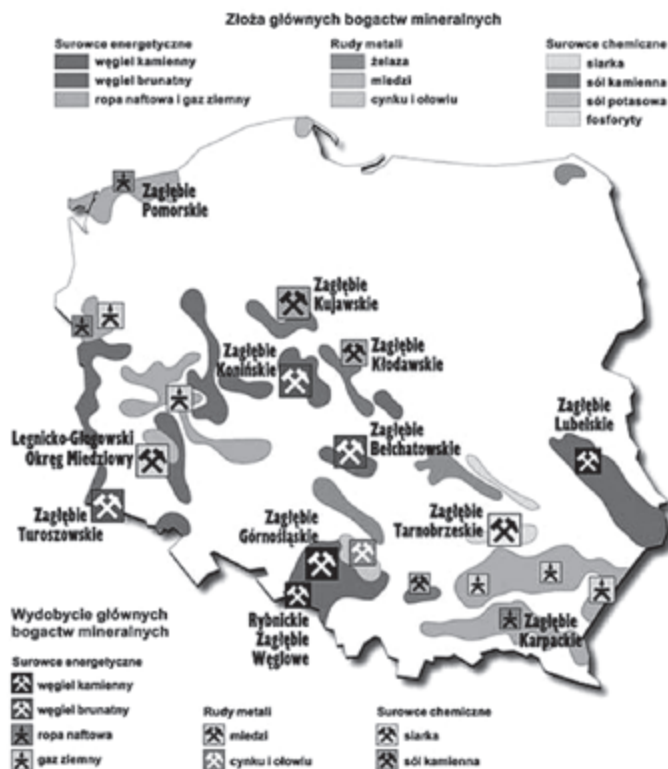 Złoża głównych bogactw mineralnych
Surowce energetyczne
węgiel kamienny
węgiel brunatny
ropa naftowa i gaz ziemny
Rudy metali
żelaza
miedzi
cynku i ołowiu
Surowce chemiczne
siarka
sól kamienna
sól potasowa
fosforyty
Zagłębie
Pomorskie
Zagłębie
Kujawskie
Zagłębie
Konińskie
Zagłębie
Kłodawskie
Zagłębie
Lubelskie
Legnicko-Głogowski
Okręg Miedziowy
Zagłębie
Bełchatowskie
Zagłębie
Turoszowskie
Zagłębie
Górnośląskie
Zagłębie
Tarnobrzeskie
Rybnickie
Zagłębie
Węglowe
Zagłębie
Karpackie
Wydobycie głównych
bogactw mineralnych
Surowce energetyczne
węgiel kamienny
węgiel brunatny
ropa naftowa
gaz ziemny
Rudy metali
miedzi
cynku i ołowiu
Surowce chemiczne
siarka
sól kamienna